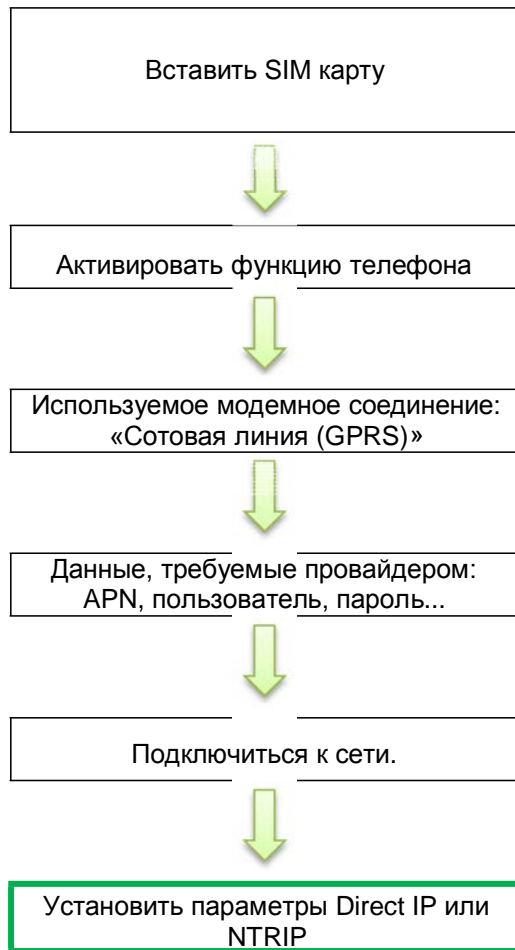 Вставить SIM карту
Активировать функцию телефона
Используемое модемное соединение:
«Сотовая линия (GPRS)»
Данные, требуемые провайдером:
APN, пользователь, пароль...
Подключиться к сети.
Установить параметры Direct IP или
NTRIP